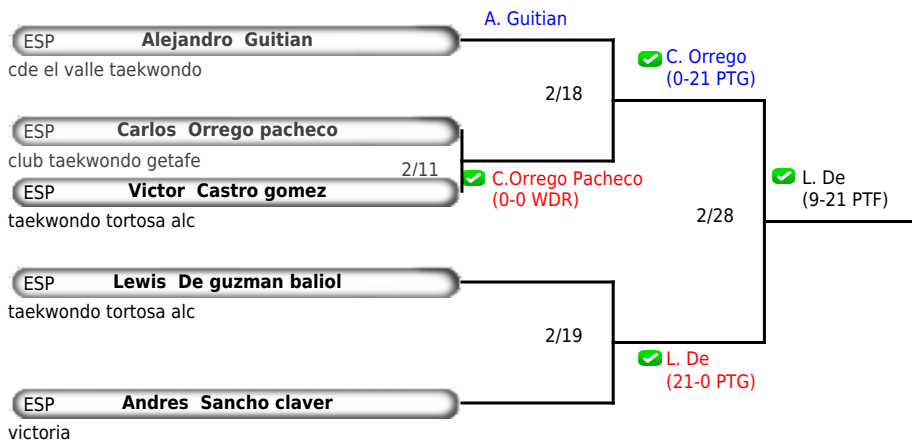 A. Guitian
ESP Alejandro Guitian
cde el valle taekwondo
C. Orrego
(0-21 PTG)
2/18
ESP Carlos Orrego pacheco
club taekwondo getafe
2/11
C.Orrego Pacheco
(0-0 WDR)
L. De
(9-21 PTF)
ESP Victor Castro gomez
taekwondo tortosa alc
2/28
ESP Lewis De guzman baliol
taekwondo tortosa alc
2/19
L. De
(21-0 PTG)
ESP Andres Sancho claver
victoria